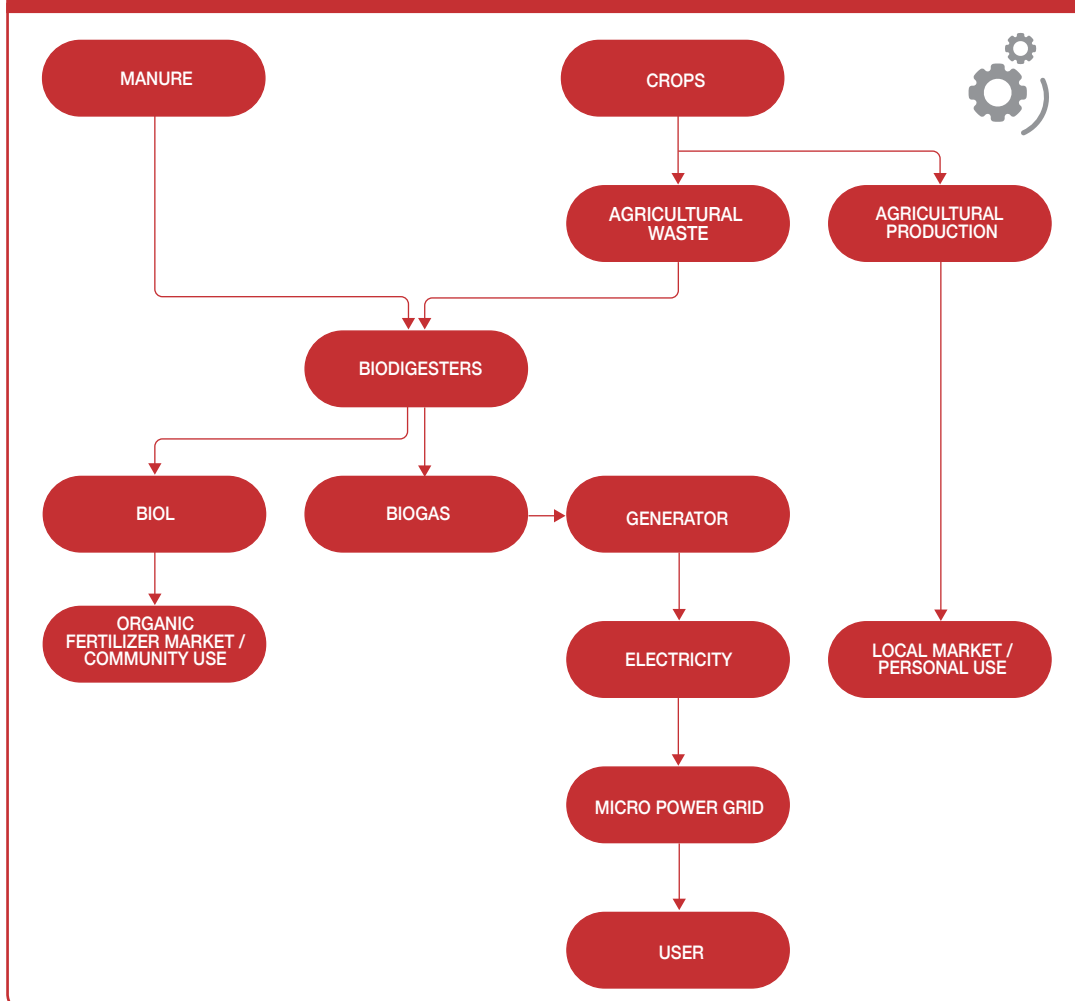 MANURE
CROPS
AGRICULTURAL
WASTE
AGRICULTURAL
PRODUCTION
BIODIGESTERS
BIOL
BIOGAS
GENERATOR
ORGANIC
FERTILIZER MARKET /
COMMUNITY USE
ELECTRICITY
LOCAL MARKET /
PERSONAL USE
MICRO POWER GRID
USER